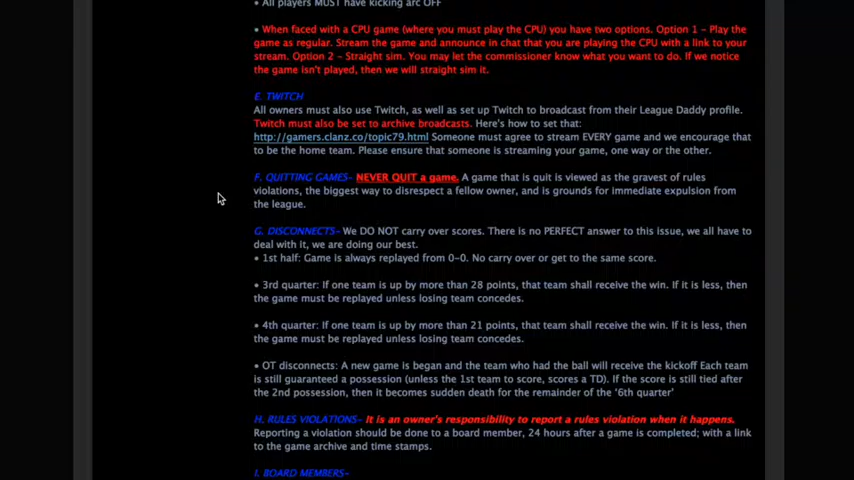 • All players MUST have kicking arc OFF
• When faced with a CPU game (where you must play the CPU) you have two options. Option 1 - Play the
game as regular. Stream the game and announce in chat that you are playing the CPU with a link to your
stream. Option 2 - Straight sim. You may let the commissioner know what you want to do. If we notice
the game isn't played, then we will straight sim it.
E. TWITCH
All owners must also use Twitch, as well as set up Twitch to broadcast from their League Daddy profile.
Twitch must also be set to archive broadcasts. Here's how to set that:
http://gamers.clanz.co/topic79.html Someone must agree to stream EVERY game and we encourage that
to be the home team. Please ensure that someone is streaming your game, one way or the other.
F. QUITTING GAMES- NEVER QUIT a game. A game that is quit is viewed as the gravest of rules
violations, the biggest way to disrespect a fellow owner, and is grounds for immediate expulsion from
the league.
G. DISCONNECTS- We DO NOT carry over scores. There is no PERFECT answer to this issue, we all have to
deal with it, we are doing our best.
• 1st half: Game is always replayed from 0-0. No carry over or get to the same score.
• 3rd quarter: If one team is up by more than 28 points, that team shall receive the win. If it is less, then
the game must be replayed unless losing team concedes.
• 4th quarter: If one team is up by more than 21 points, that team shall receive the win. If it is less, then
the game must be replayed unless losing team concedes.
• OT disconnects: A new game is began and the team who had the ball will receive the kickoff Each team
is still guaranteed a possession (unless the 1st team to score, scores a TD). If the score is still tied after
the 2nd possession, then it becomes sudden death for the remainder of the '6th quarter'
H. RULES VIOLATIONS- It is an owner's responsibility to report a rules violation when it happens.
Reporting a violation should be done to a board member, 24 hours after a game is completed; with a link
to the game archive and time stamps.
I. BOARD MEMBERS-